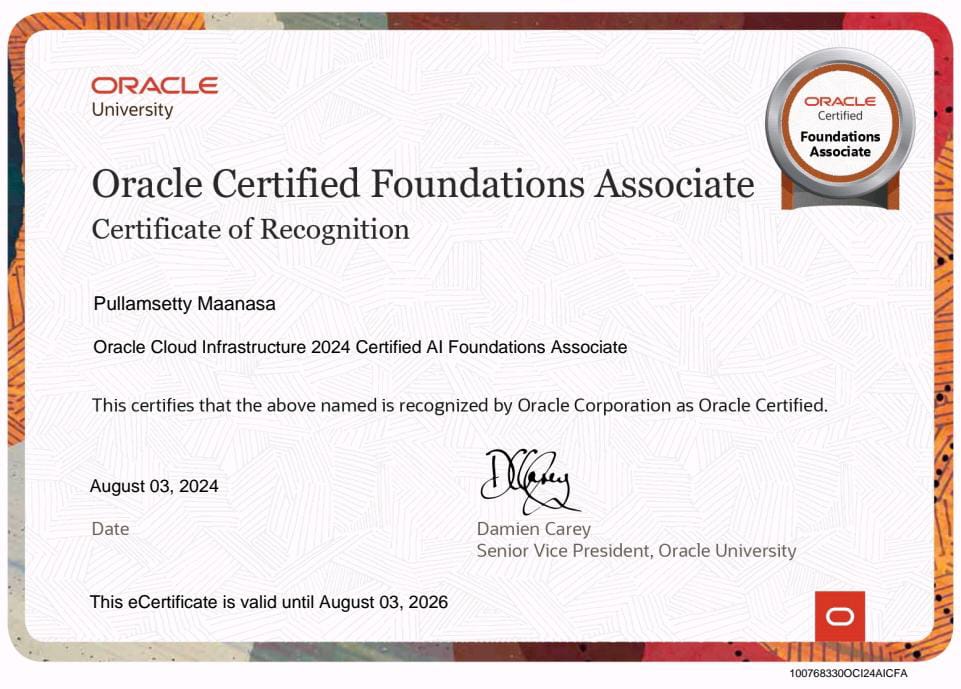 ORACLE
University
ORACLE
Certified
Foundations
Associate
Oracle Certified Foundations Associate
Certificate of Recognition
Pullamsetty Maanasa
Oracle Cloud Infrastructure 2024 Certified AI Foundations Associate
This certifies that the above named is recognized by Oracle Corporation as Oracle Certified.
August 03, 2024
Date
DCarey
Damien Carey
Senior Vice President, Oracle University
This eCertificate is valid until August 03, 2026
100768330OCI24AICFA